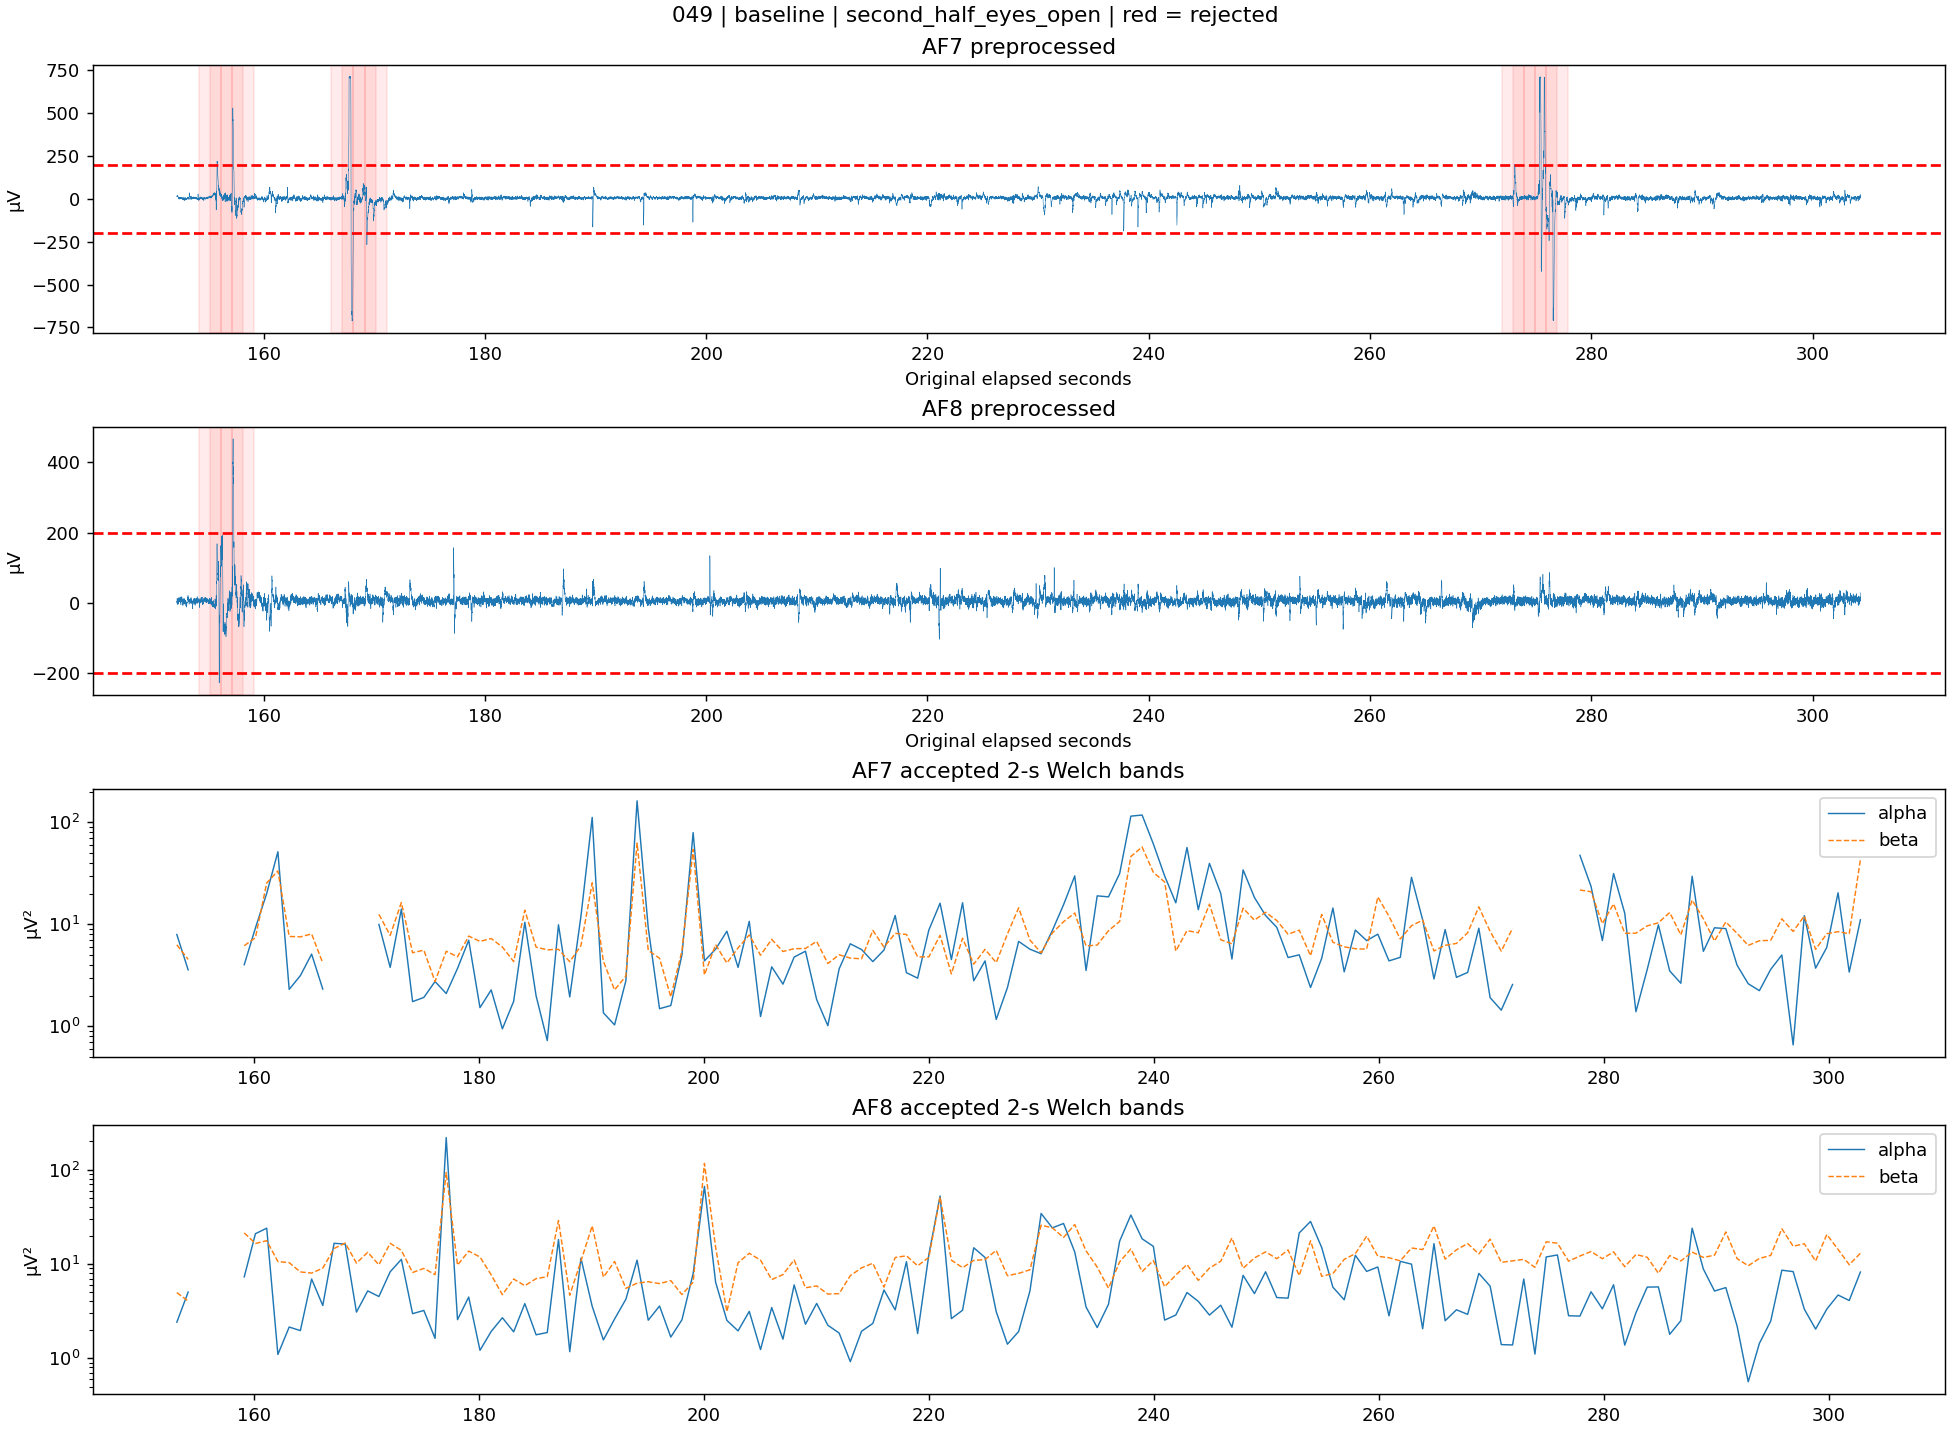 049 | baseline | second_half_eyes_open | red = rejected
AF7 preprocessed
750
500
250
0
−250
−500
−750
µV
160 180 200 220 240 260 280 300
Original elapsed seconds
AF8 preprocessed
400
200
0
−200
µV
160 180 200 220 240 260 280 300
Original elapsed seconds
AF7 accepted 2-s Welch bands
10²
10¹
10⁰
µV²
alpha
beta
160 180 200 220 240 260 280 300
AF8 accepted 2-s Welch bands
10²
10¹
10⁰
µV²
alpha
beta
160 180 200 220 240 260 280 300